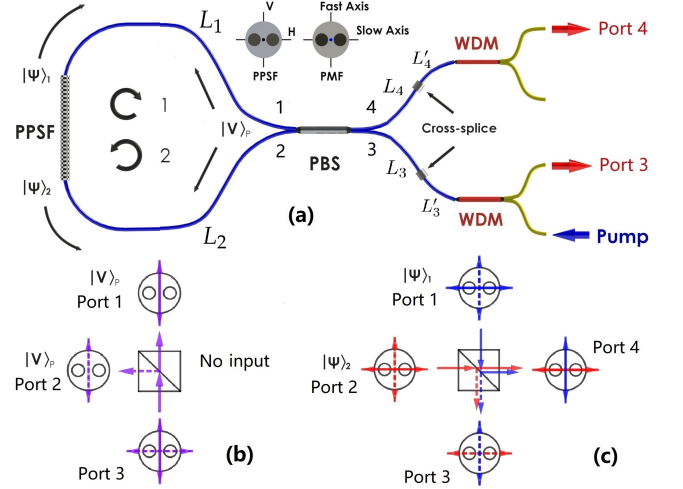 V
Fast Axis
H
Slow Axis
PPSF
PMF
L₁
|Ψ⟩₁
PPSF
1
2
|Ψ⟩₂
L₂
|V⟩ₚ
1
2
PBS
4
3
(a)
L₄
L′₄
WDM
Port 4
Cross-splice
L₃
L′₃
WDM
Port 3
Pump
|V⟩ₚ
Port 1
|V⟩ₚ
Port 2
No input
Port 3
(b)
|Ψ⟩₁
Port 1
|Ψ⟩₂
Port 2
Port 4
Port 3
(c)